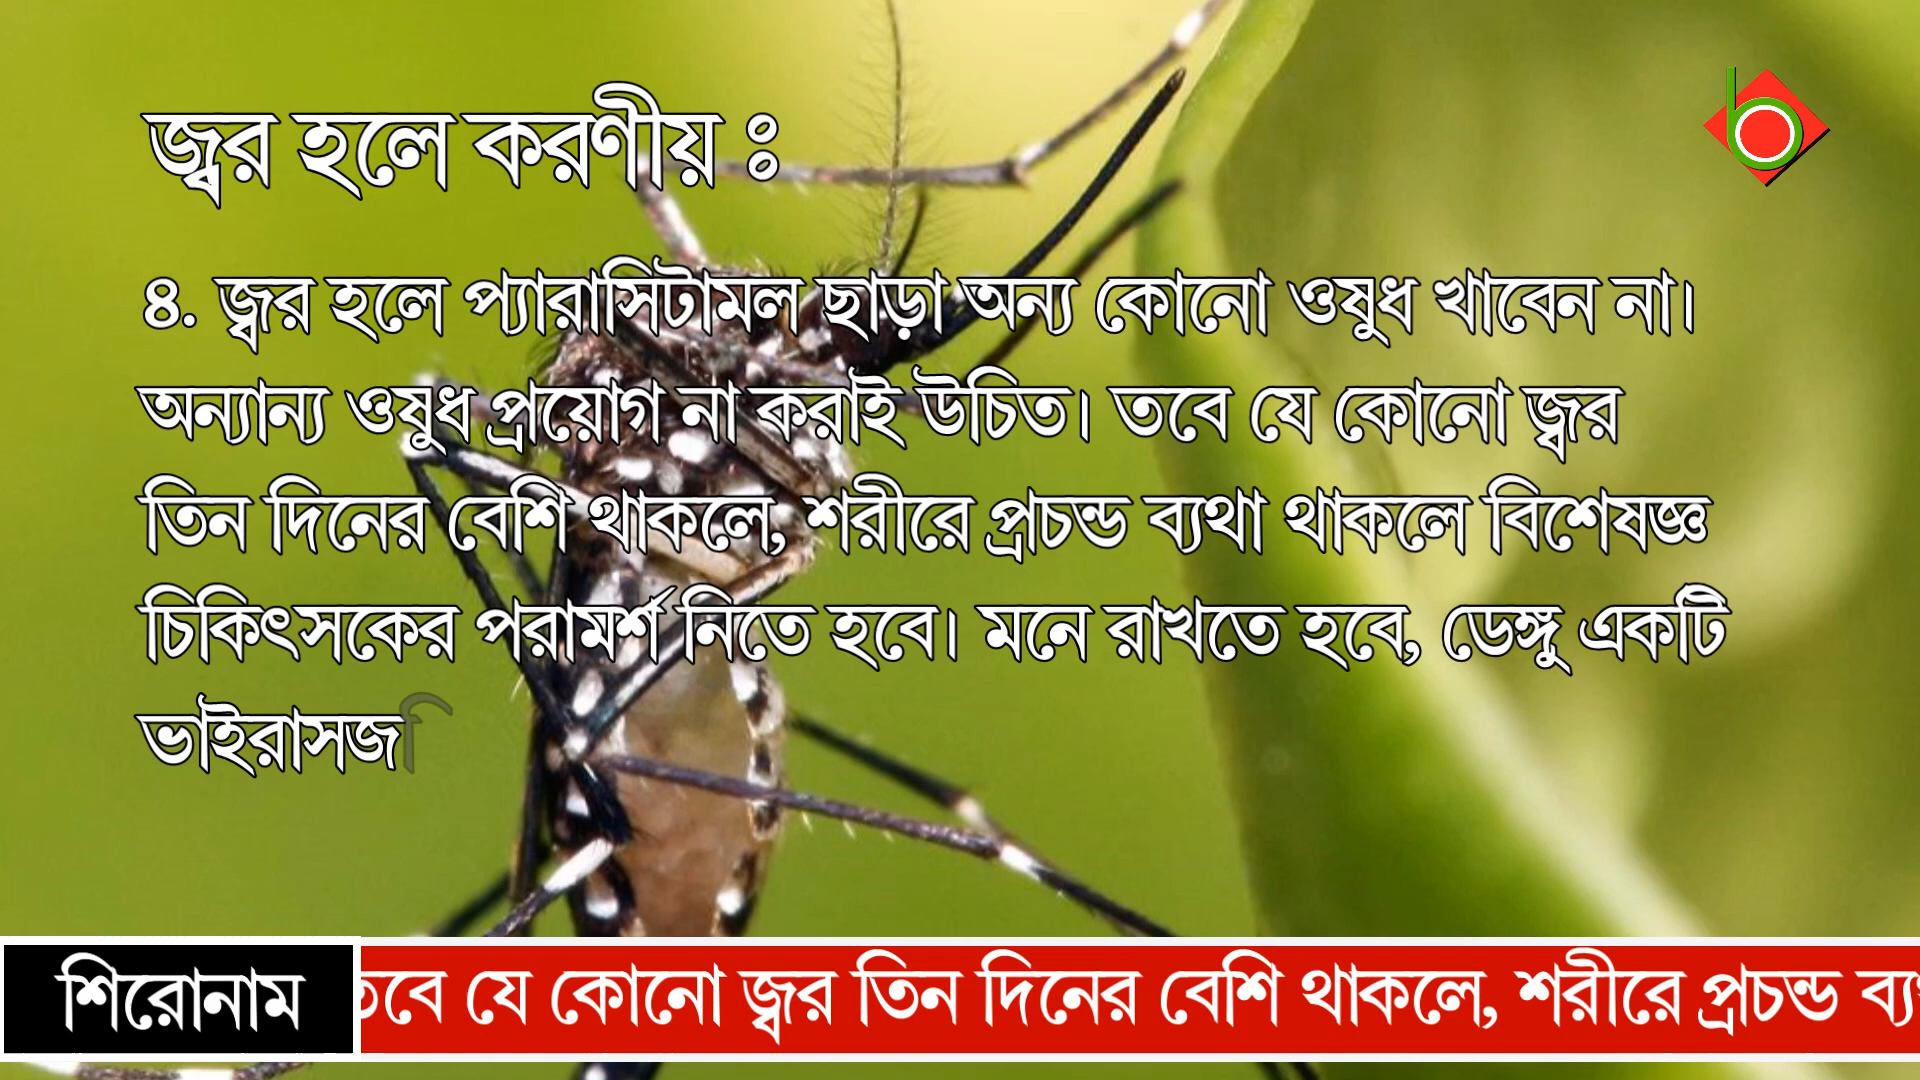 জ্বর হলে করণীয় ঃ
৪. জ্বর হলে প্যারাসিটামল ছাড়া অন্য কোনো ওষুধ খাবেন না।
অন্যান্য ওষুধ প্রয়োগ না করাই উচিত। তবে যে কোনো জ্বর
তিন দিনের বেশি থাকলে, শরীরে প্রচন্ড ব্যথা থাকলে বিশেষজ্ঞ
চিকিৎসকের পরামর্শ নিতে হবে। মনে রাখতে হবে, ডেঙ্গু একটি
ভাইরাসজি
শিরোনাম
তবে যে কোনো জ্বর তিন দিনের বেশি থাকলে, শরীরে প্রচন্ড